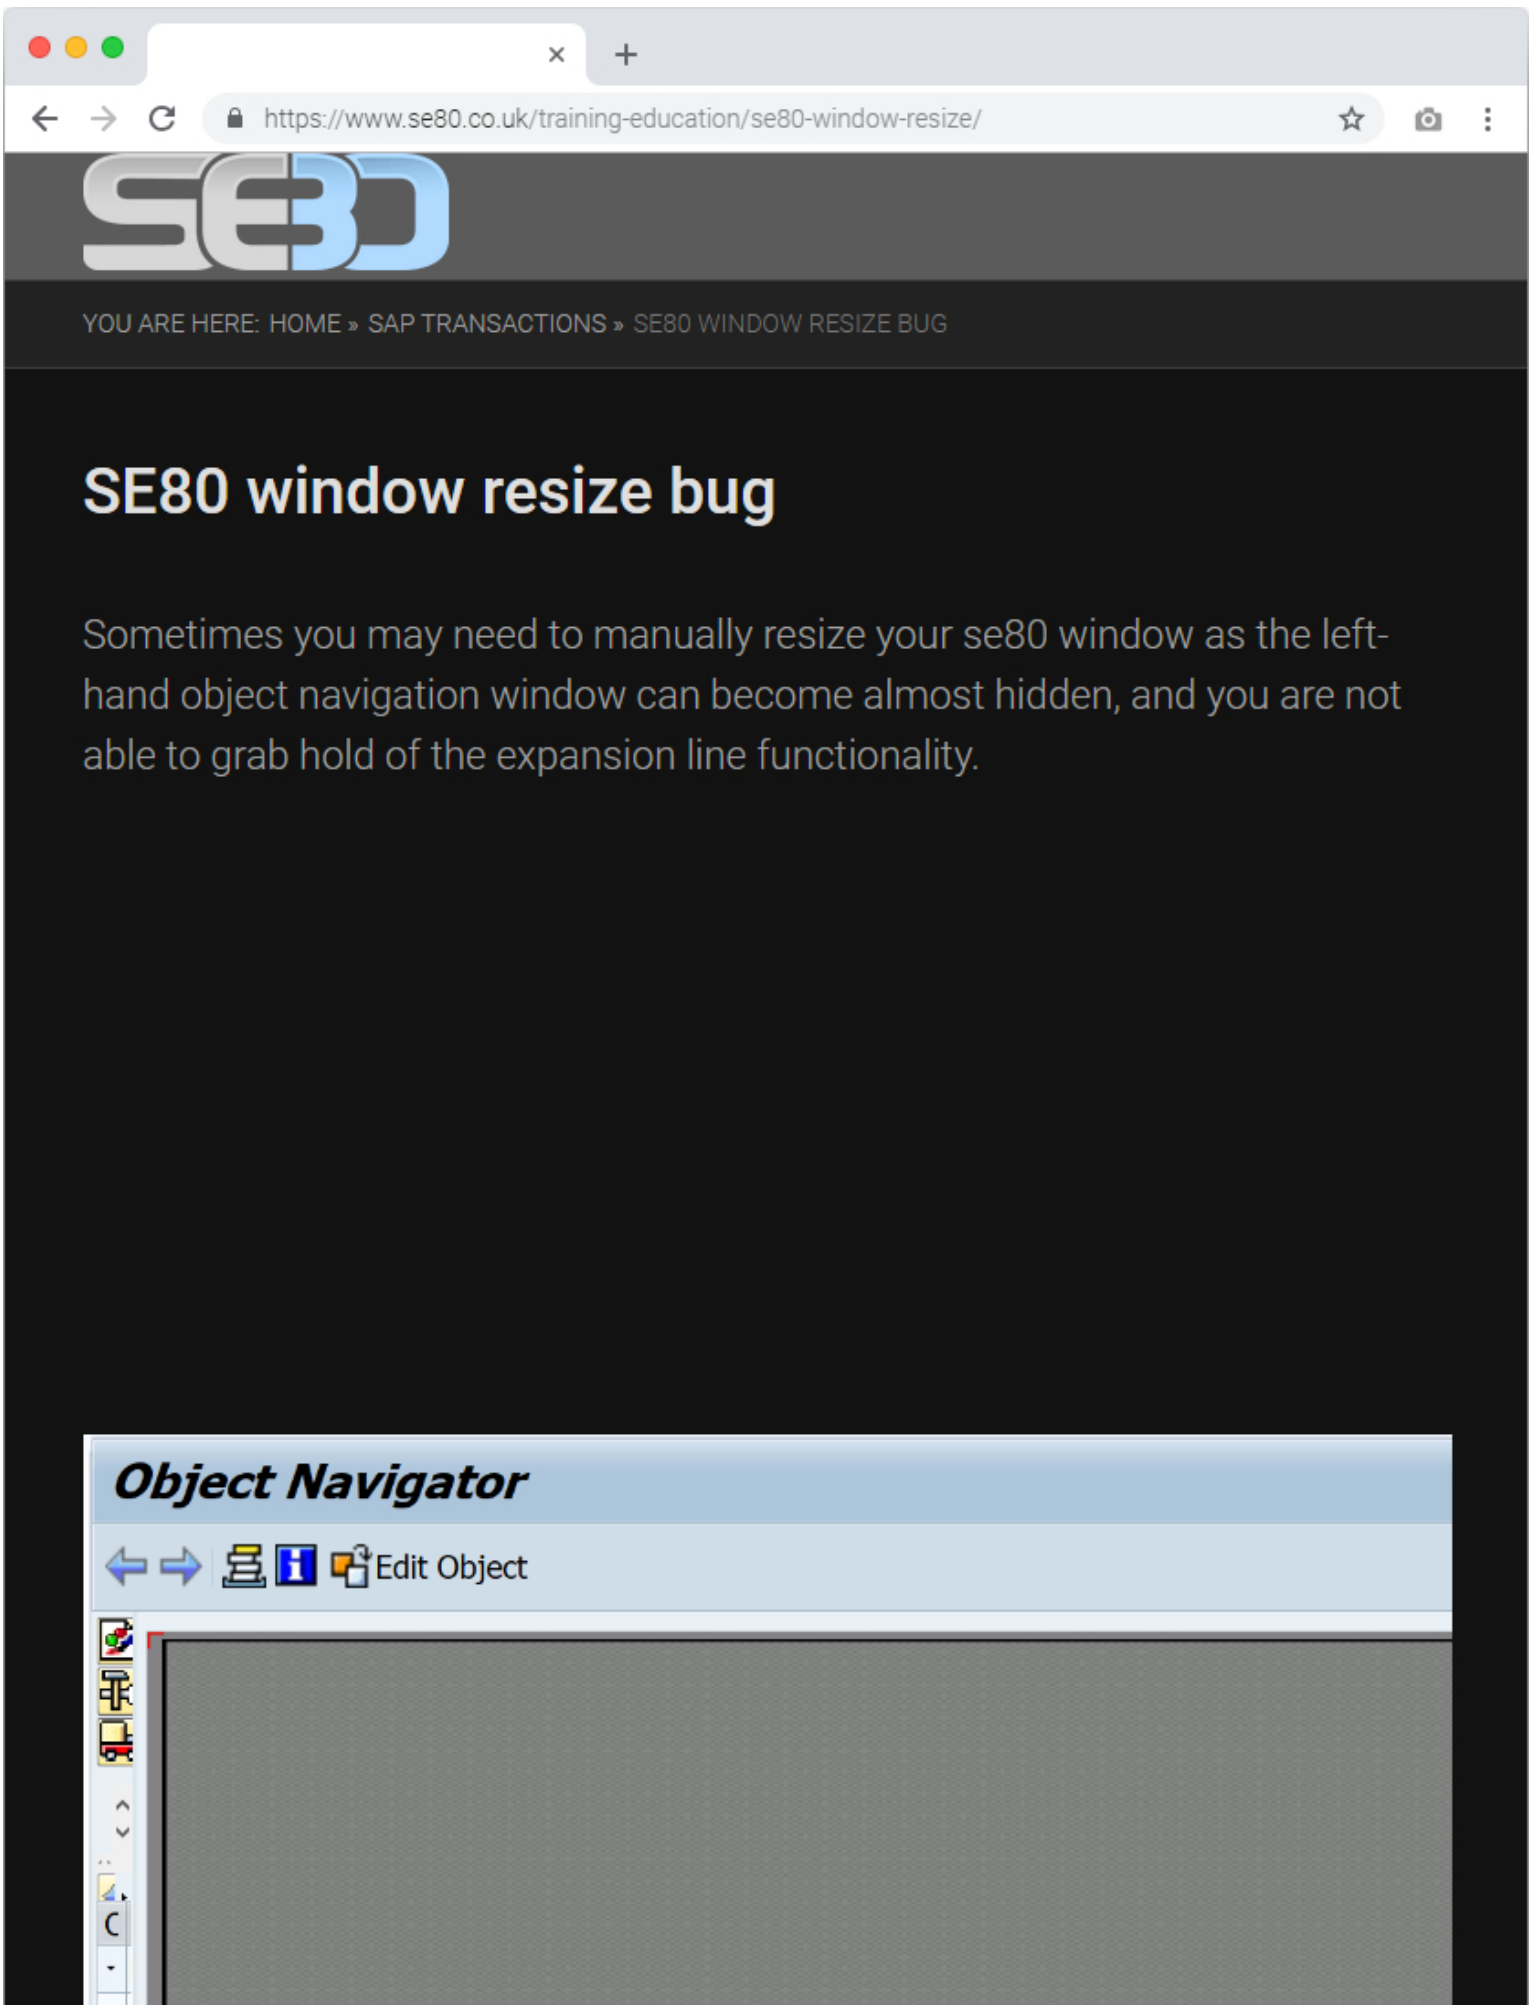 https://www.se80.co.uk/training-education/se80-window-resize/
SE80
YOU ARE HERE: HOME » SAP TRANSACTIONS » SE80 WINDOW RESIZE BUG
SE80 window resize bug
Sometimes you may need to manually resize your se80 window as the left-
hand object navigation window can become almost hidden, and you are not
able to grab hold of the expansion line functionality.
Object Navigator
Edit Object
C